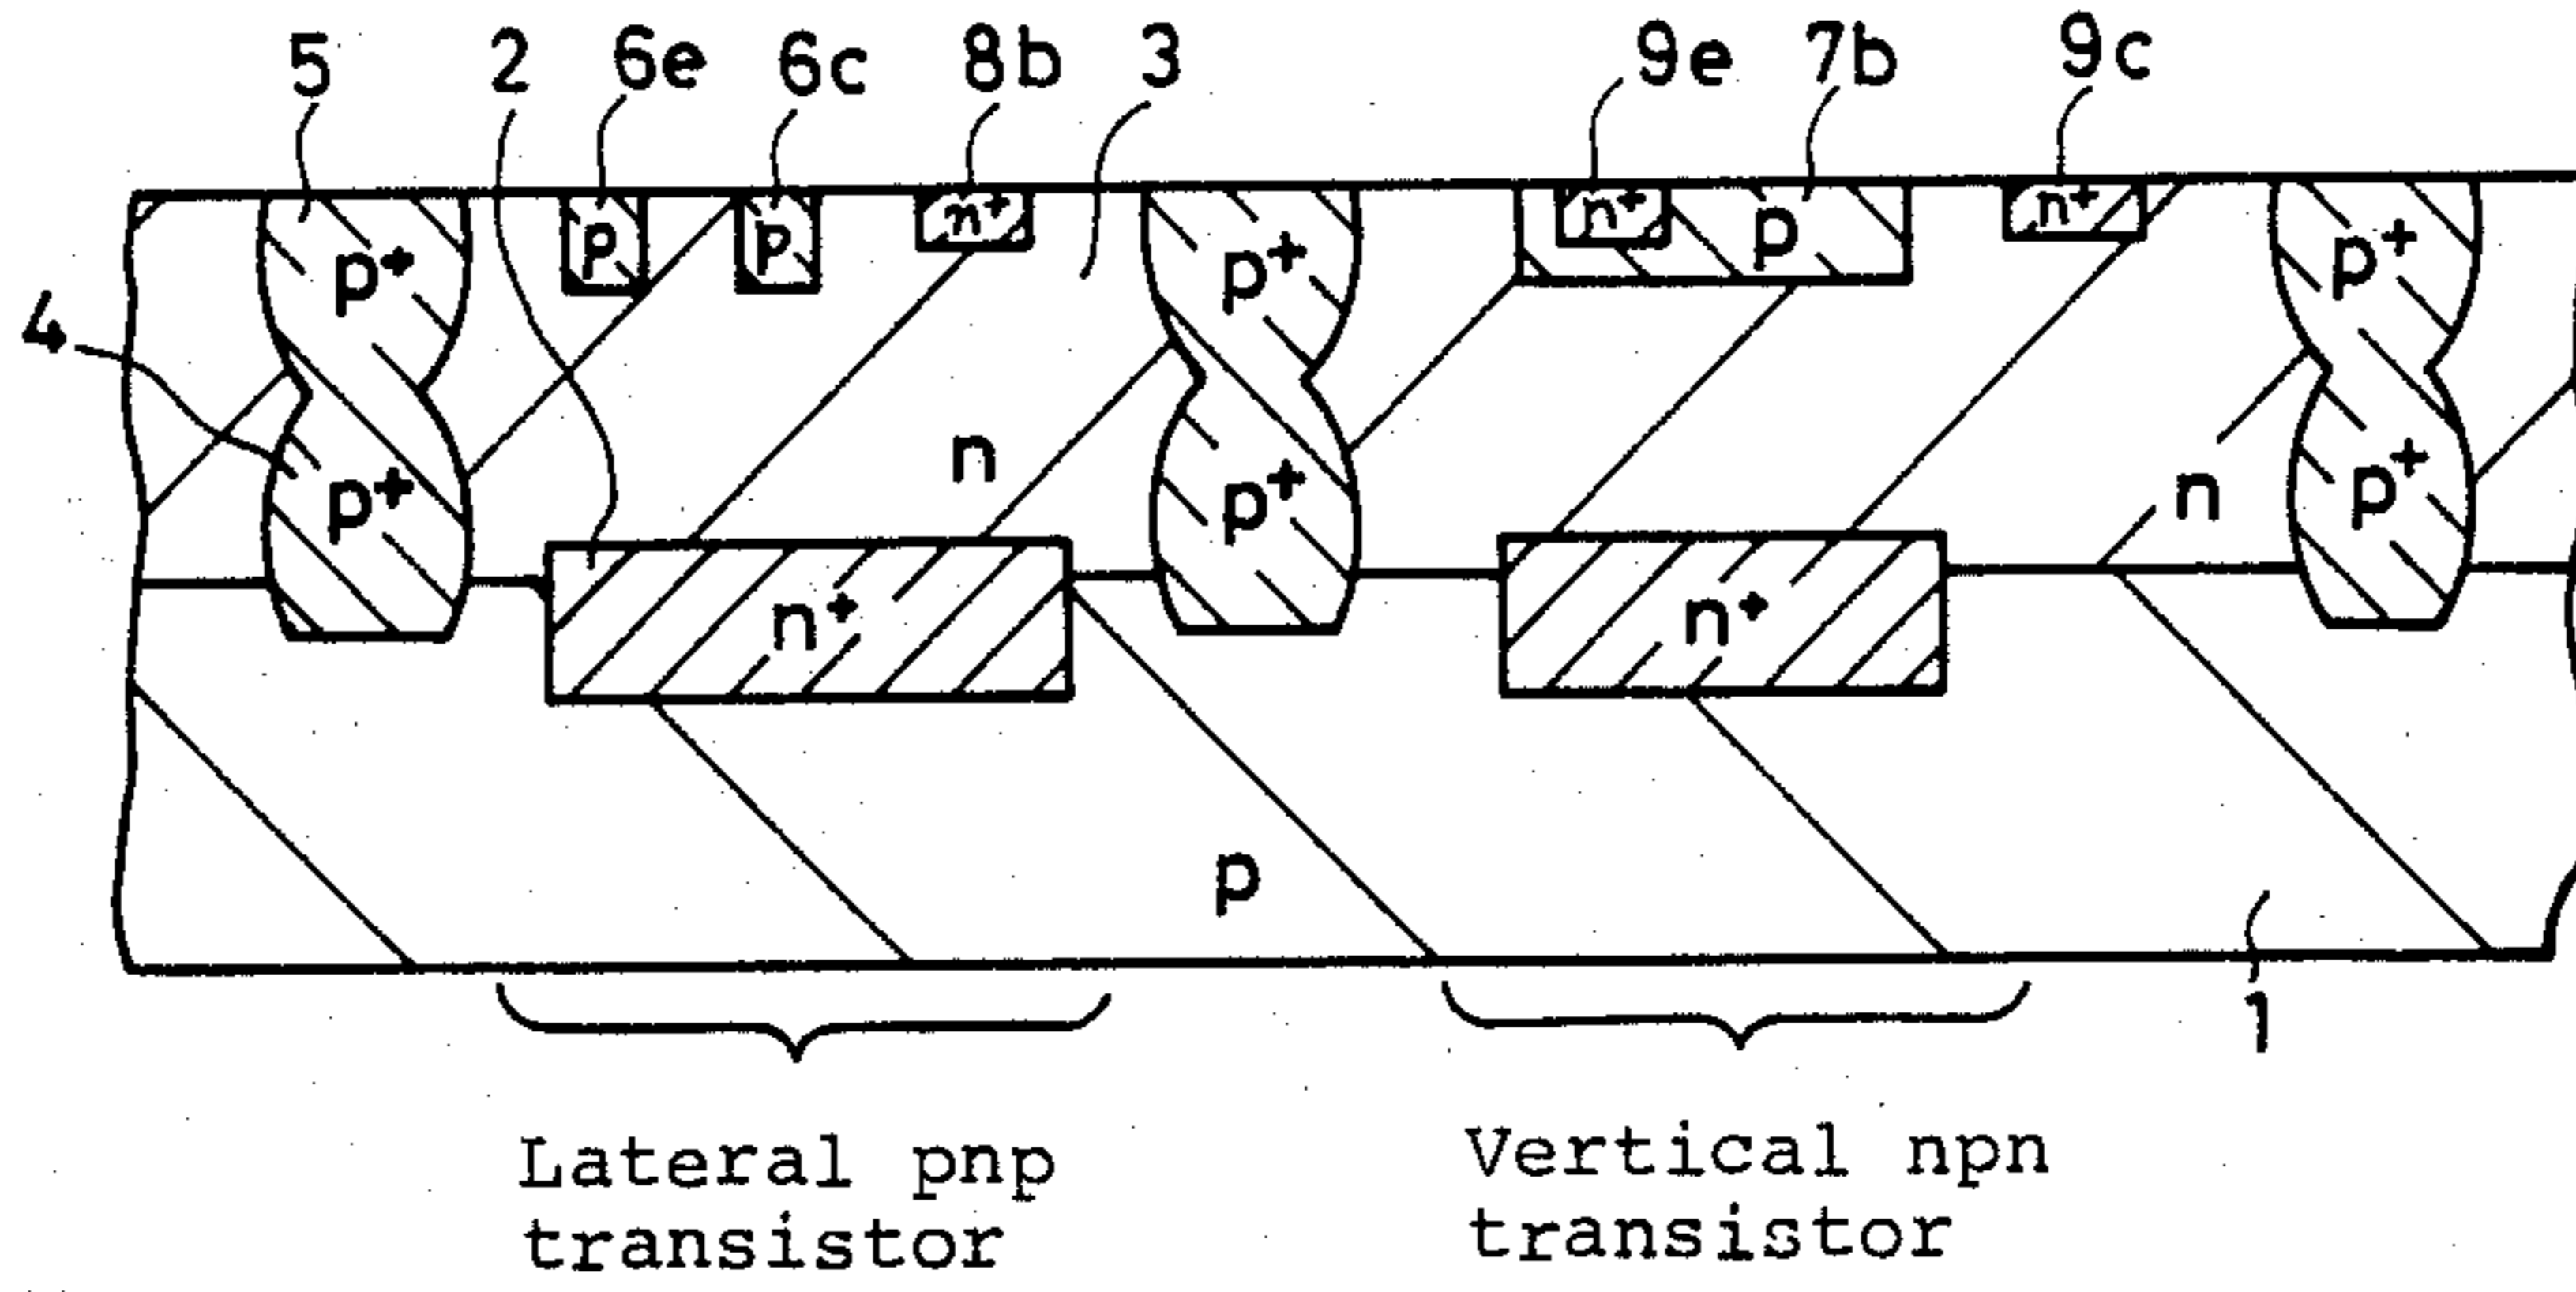 5 2 6e 6c 8b 3 9e 7b 9c
p p n+ n+ p n+
p+ p+ p+
4
n n
p+ p+ p+
n+ n+
p
1
Lateral pnp
transistor
Vertical npn
transistor